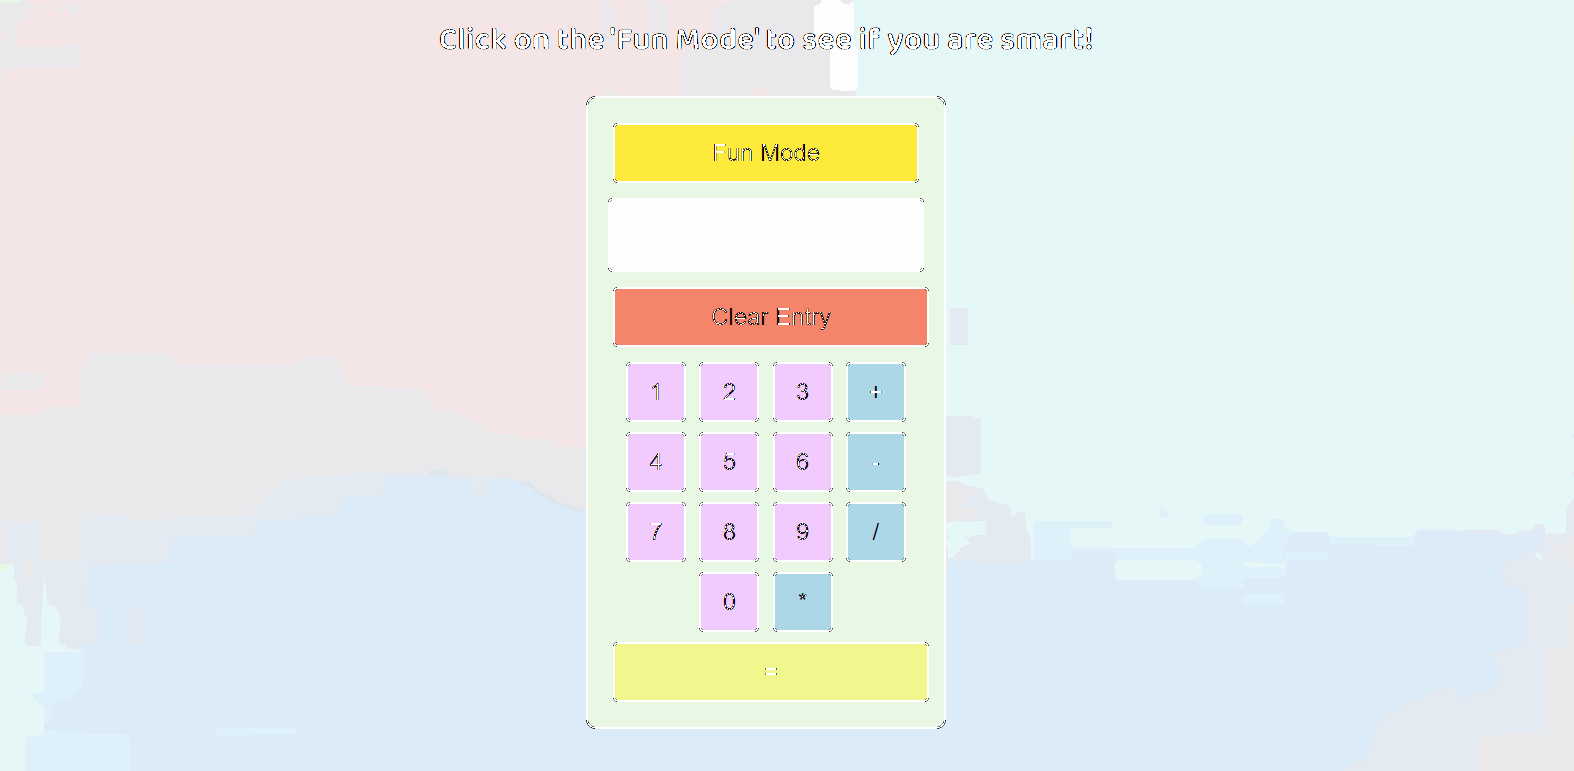 Click on the 'Fun Mode' to see if you are smart!
Fun Mode
Clear Entry
1 2 3 +
4 5 6 -
7 8 9 /
0 *
=